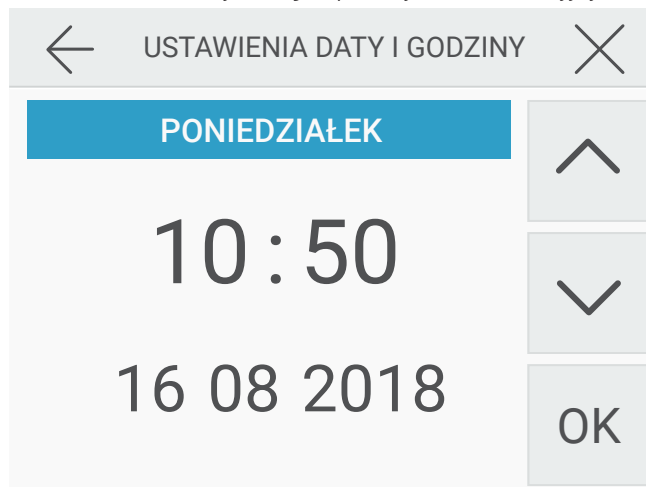 USTAWIENIA DATY I GODZINY
PONIEDZIAŁEK
10 : 50
16 08 2018
OK